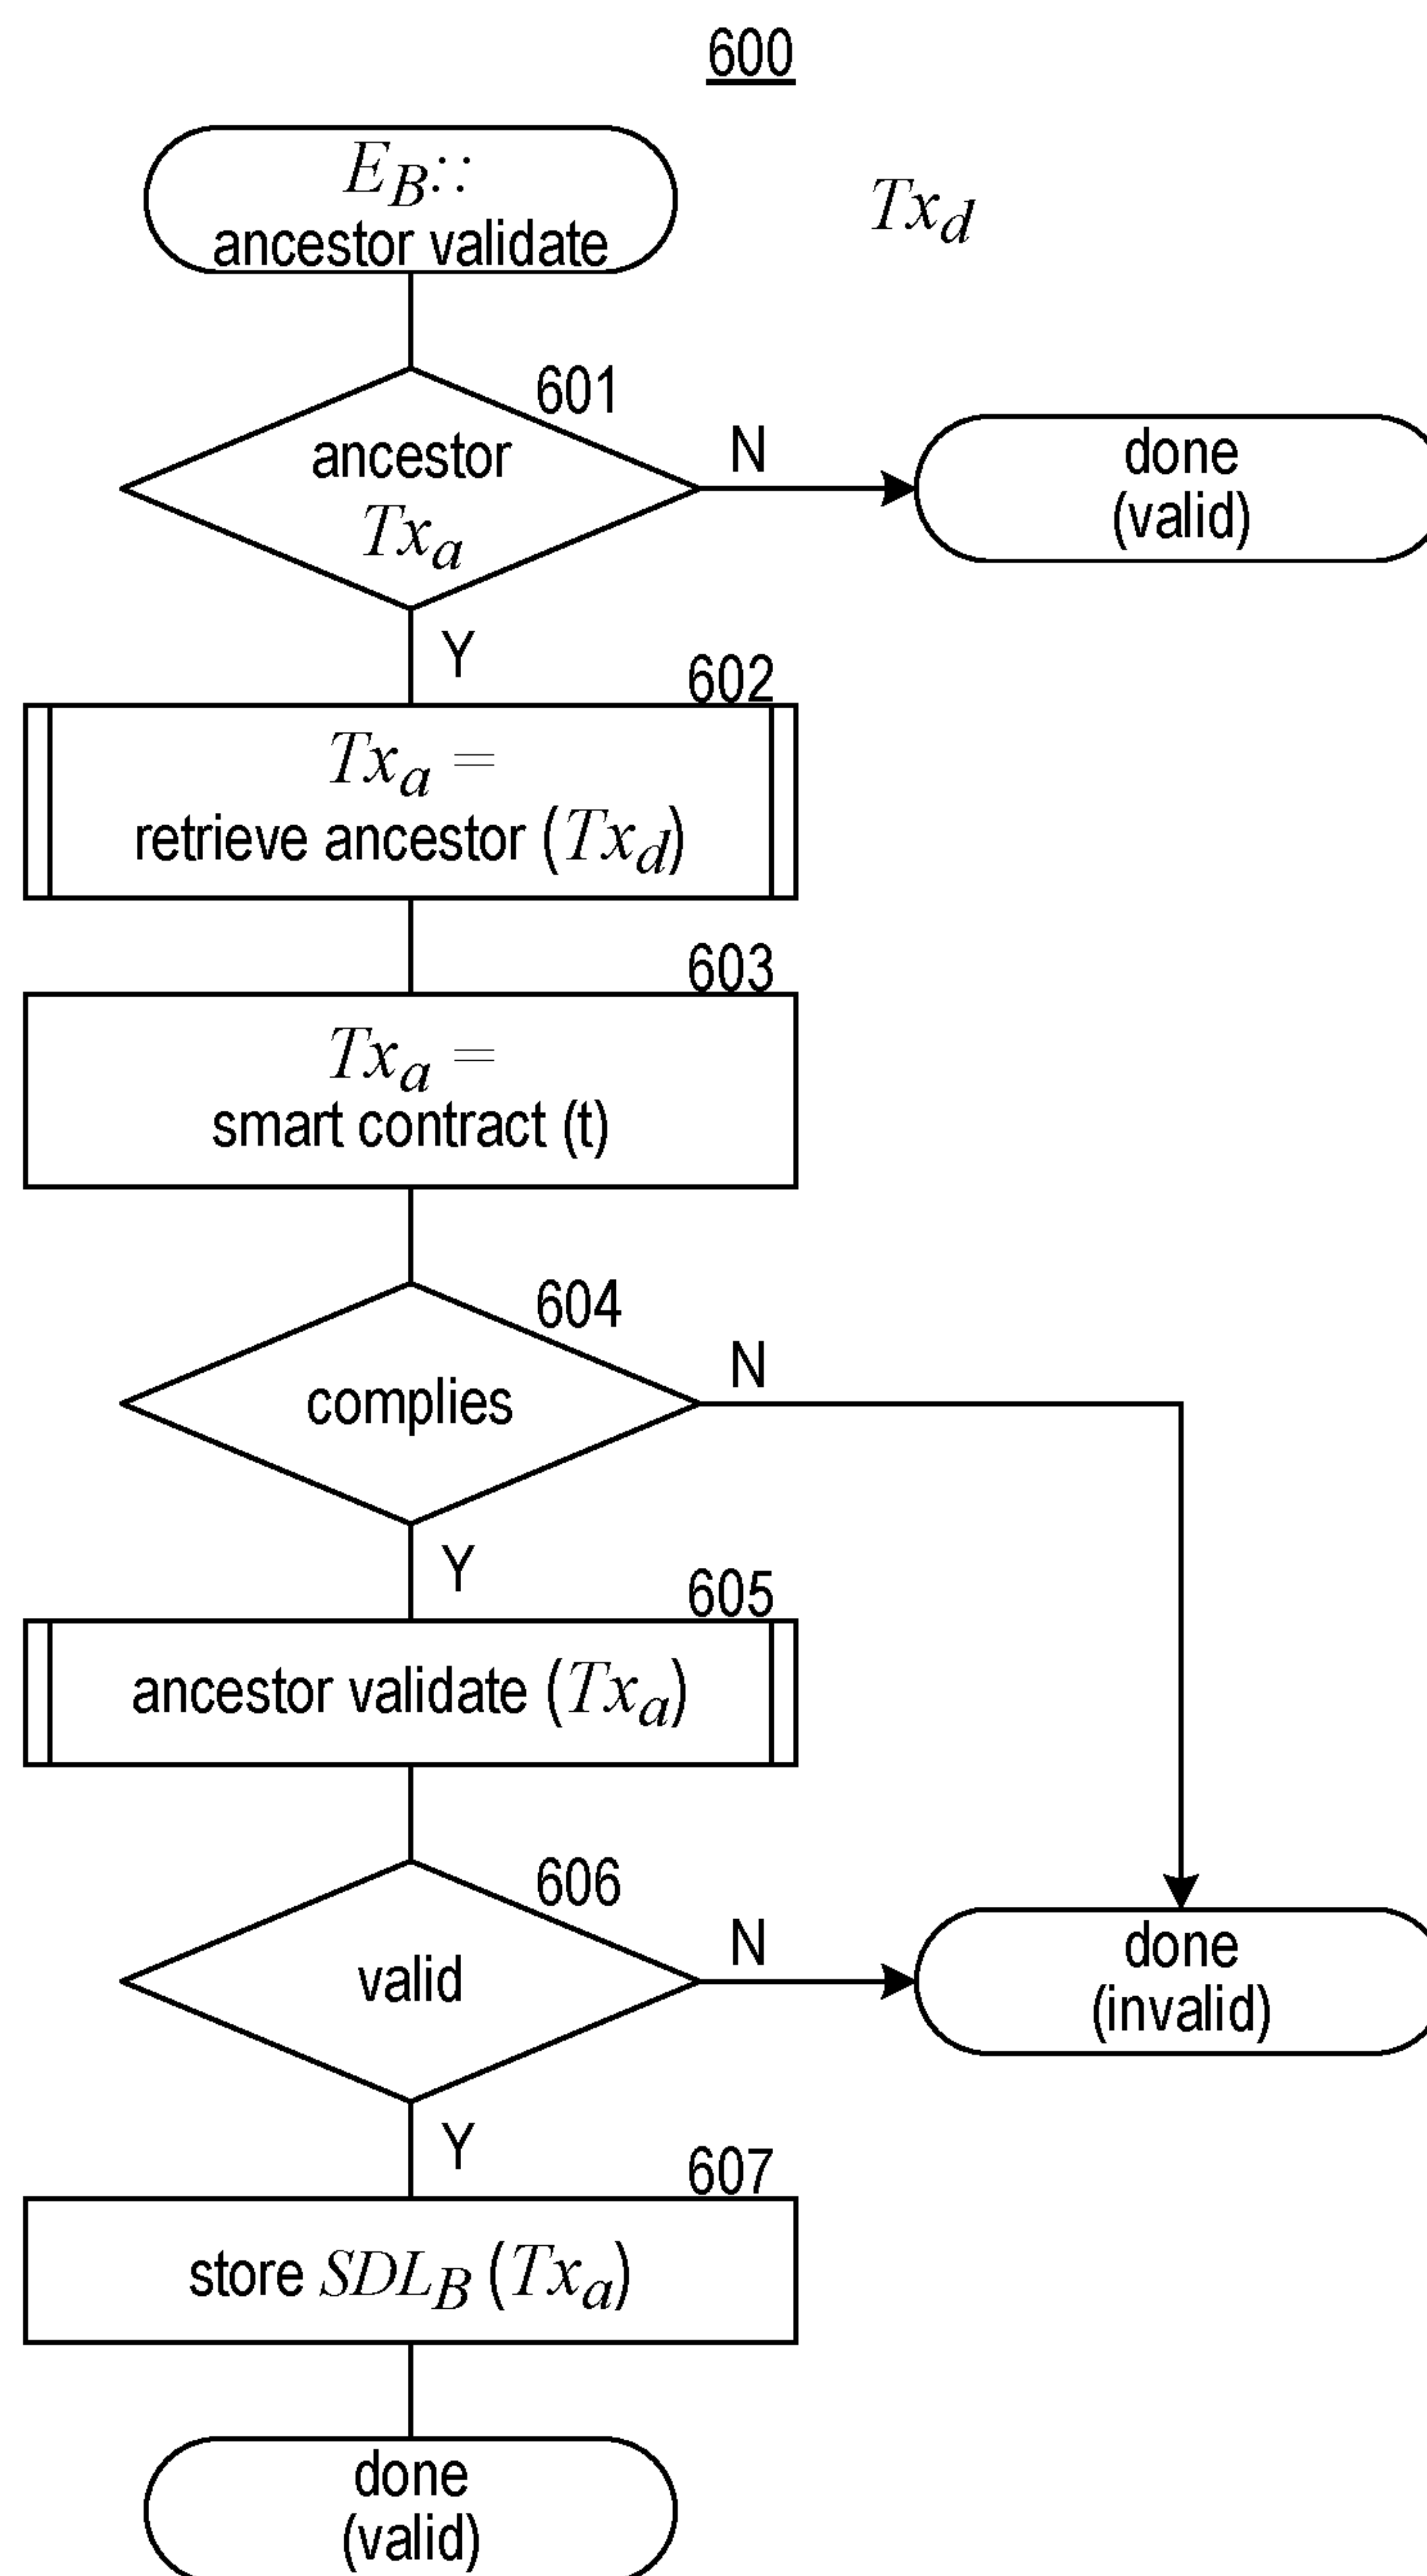 600
E_B::
ancestor validate
Tx_d
601
ancestor
Tx_a
N
done
(valid)
Y
602
Tx_a =
retrieve ancestor (Tx_d)
603
Tx_a =
smart contract (t)
604
complies
N
Y
605
ancestor validate (Tx_a)
606
valid
N
done
(invalid)
Y
607
store SDL_B (Tx_a)
done
(valid)